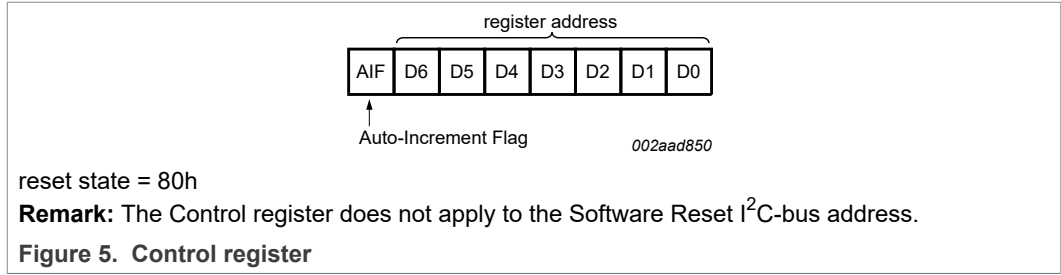 register address
AIF D6 D5 D4 D3 D2 D1 D0
Auto-Increment Flag
002aad850
reset state = 80h
Remark: The Control register does not apply to the Software Reset I²C-bus address.
Figure 5. Control register